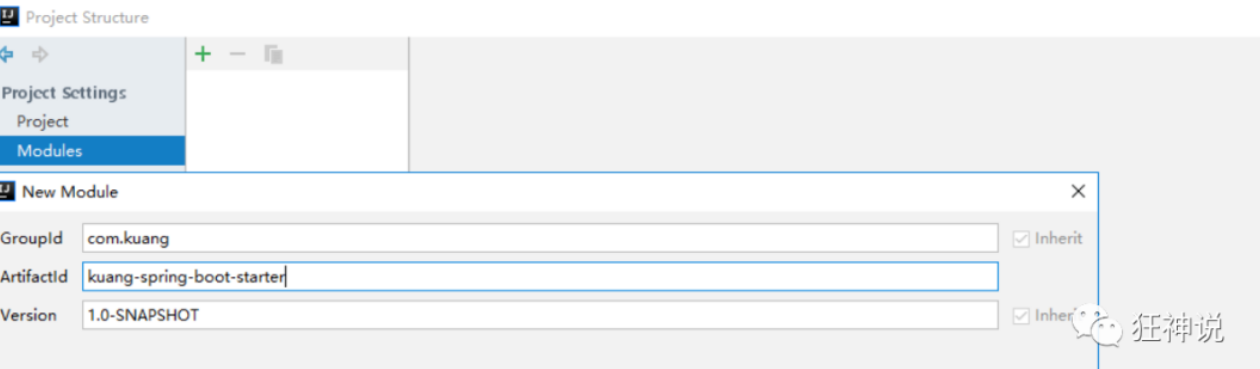 Project Structure
Project Settings
Project
Modules
New Module
GroupId com.kuang Inherit
ArtifactId kuang-spring-boot-starter
Version 1.0-SNAPSHOT
狂神说